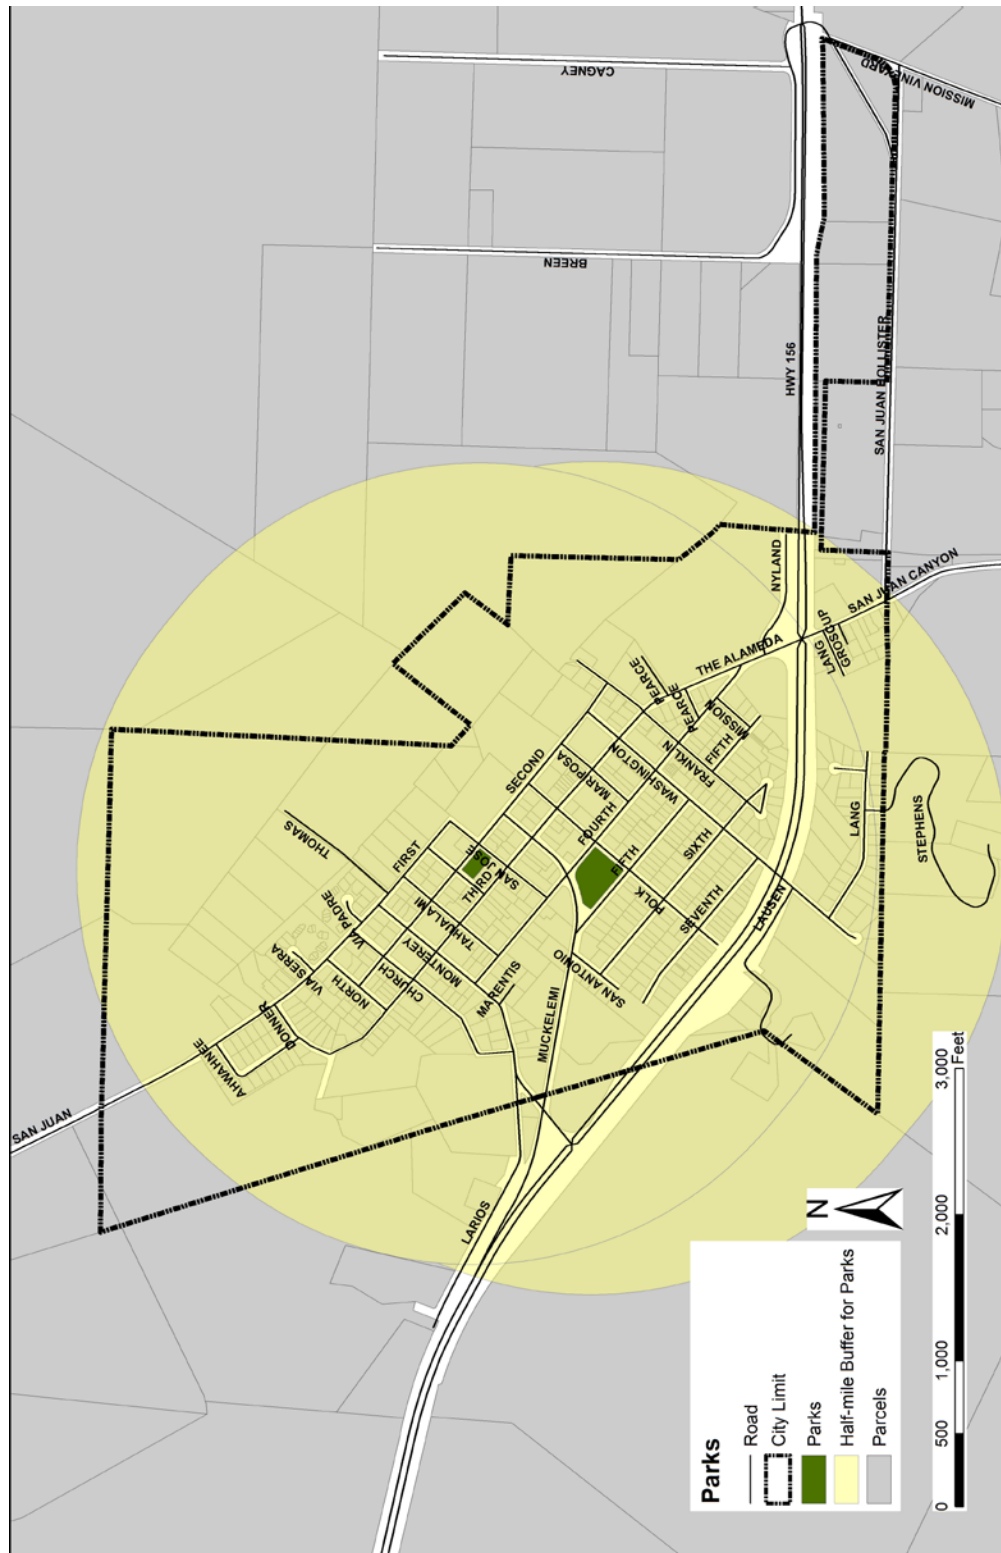 SAN JUAN
AHWAHNEE
DONNER
VIA SERRA
VIA PADRE
THOMAS
NORTH
CHURCH
MONTEREY
TAHUALAMI
FIRST
SECOND
THIRD
SAN JOSE
MARENTIS
LARIOS
MUCKELEMI
SAN ANTONIO
MARIPOSA
WASHINGTON
FOURTH
FIFTH
POLK
SIXTH
SEVENTH
FRANKLIN
PEARCE
PEARCE
MISSION
FIFTH
THE ALAMEDA
NYLAND
LAUSEN
LANG
STEPHENS
LANG
GROSCUP
SAN JUAN CANYON
SAN JUAN HOLLISTER
HWY 156
BREEN
CAGNEY
MISSION VINEYARD
N
Parks
Road
City Limit
Parks
Half-mile Buffer for Parks
Parcels
0 500 1,000 2,000 3,000
Feet